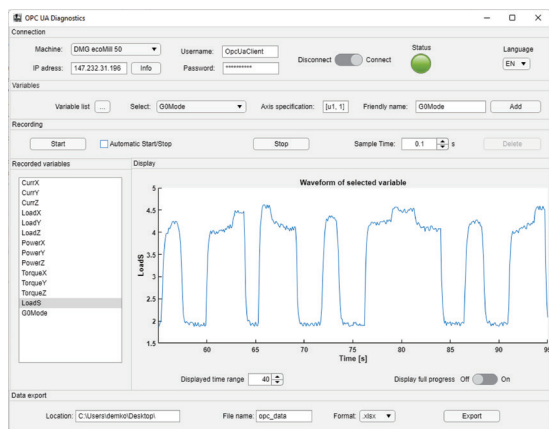 OPC UA Diagnostics
Connection
Machine: DMG ecoMill 50 Username: OpcUaClient Disconnect Connect Status Language
IP adress: 147.232.31.196 Info Password: ********** EN
Variables
Variable list ... Select: G0Mode Axis specification: [u1, 1] Friendly name: G0Mode Add
Recording
Start Automatic Start/Stop Stop Sample Time: 0.1 s Delete
Recorded variables Display
CurrX
CurrY
CurrZ
LoadX
LoadY
LoadZ
PowerX
PowerY
PowerZ
TorqueX
TorqueY
TorqueZ
LoadS
G0Mode
Waveform of selected variable
5
4.5
4
3.5
3
2.5
2
1.5
LoadS
60 65 70 75 80 85 90 95
Time [s]
Displayed time range 40 Display full progress Off On
Data export
Location: C:\Users\demko\Desktop\ File name: opc_data Format: .xlsx Export